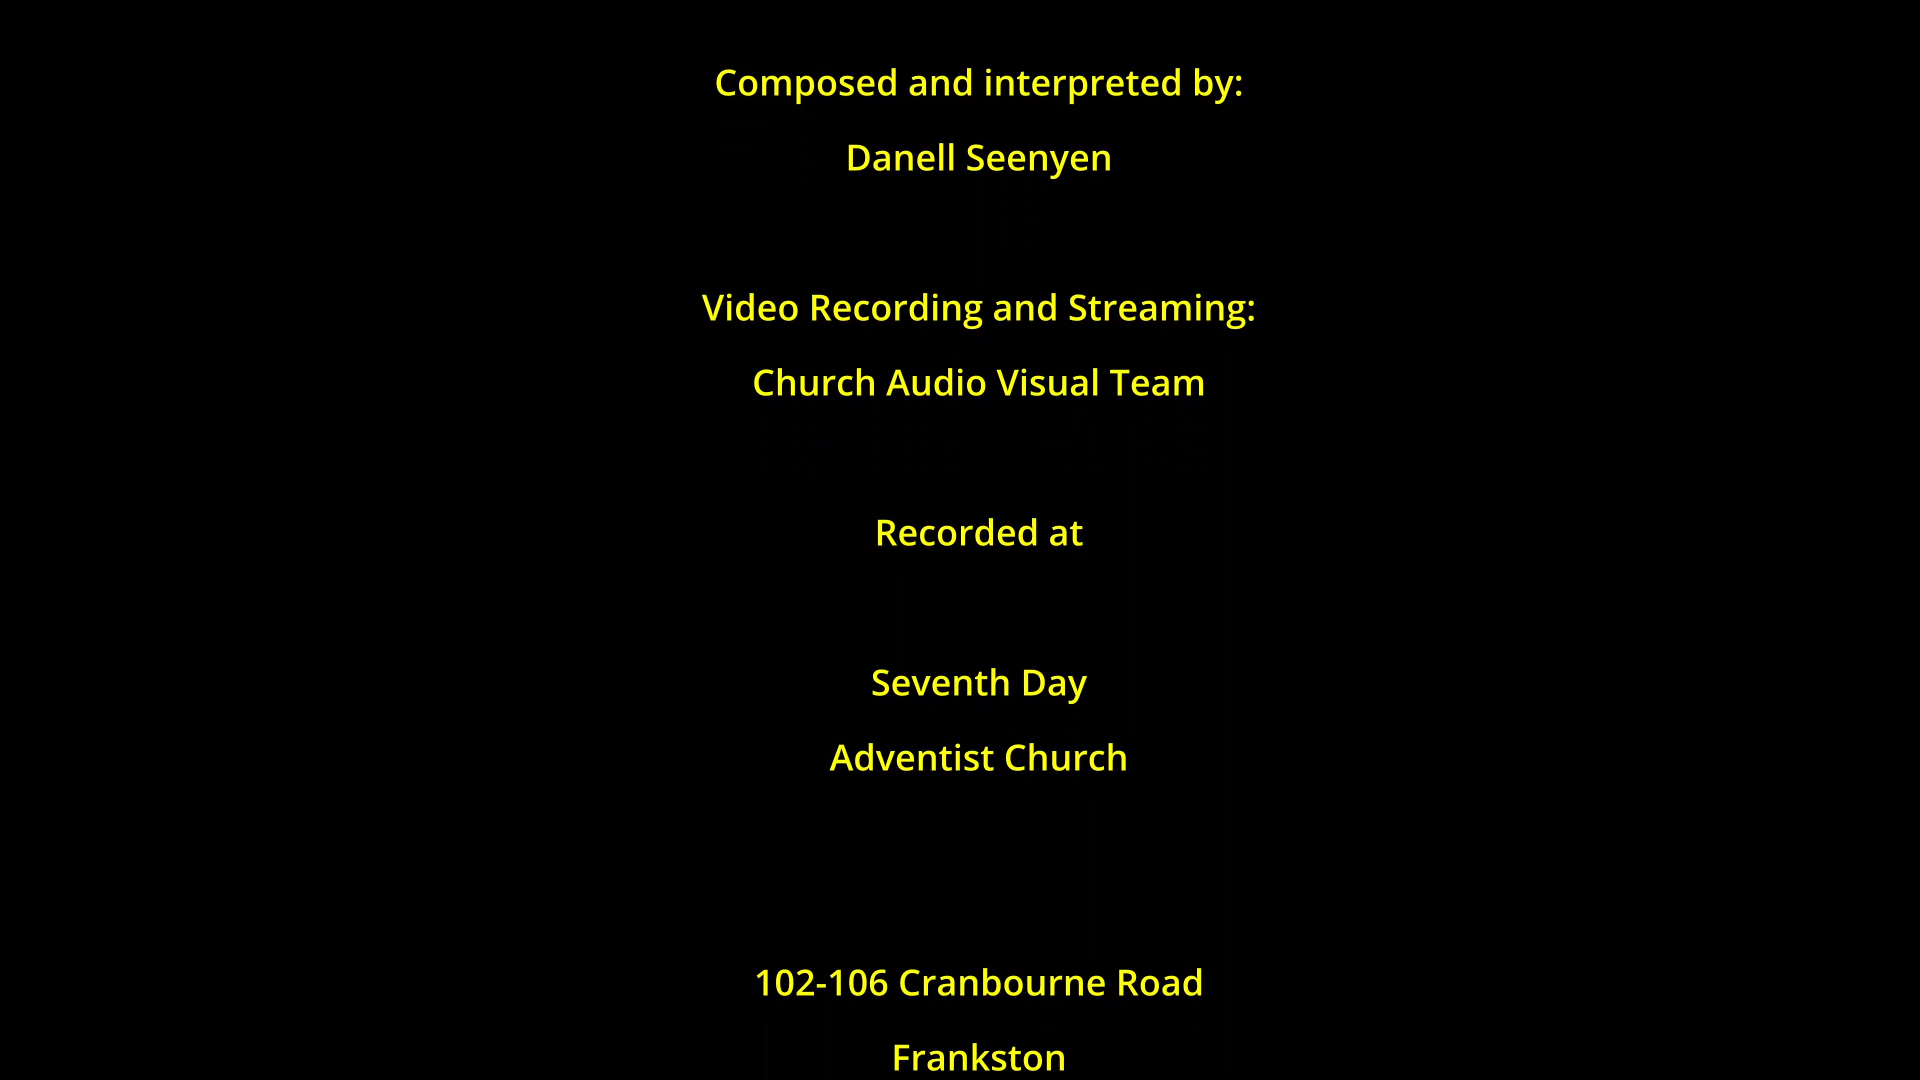 Composed and interpreted by:
Danell Seenyen
Video Recording and Streaming:
Church Audio Visual Team
Recorded at
Seventh Day
Adventist Church
102-106 Cranbourne Road
Frankston